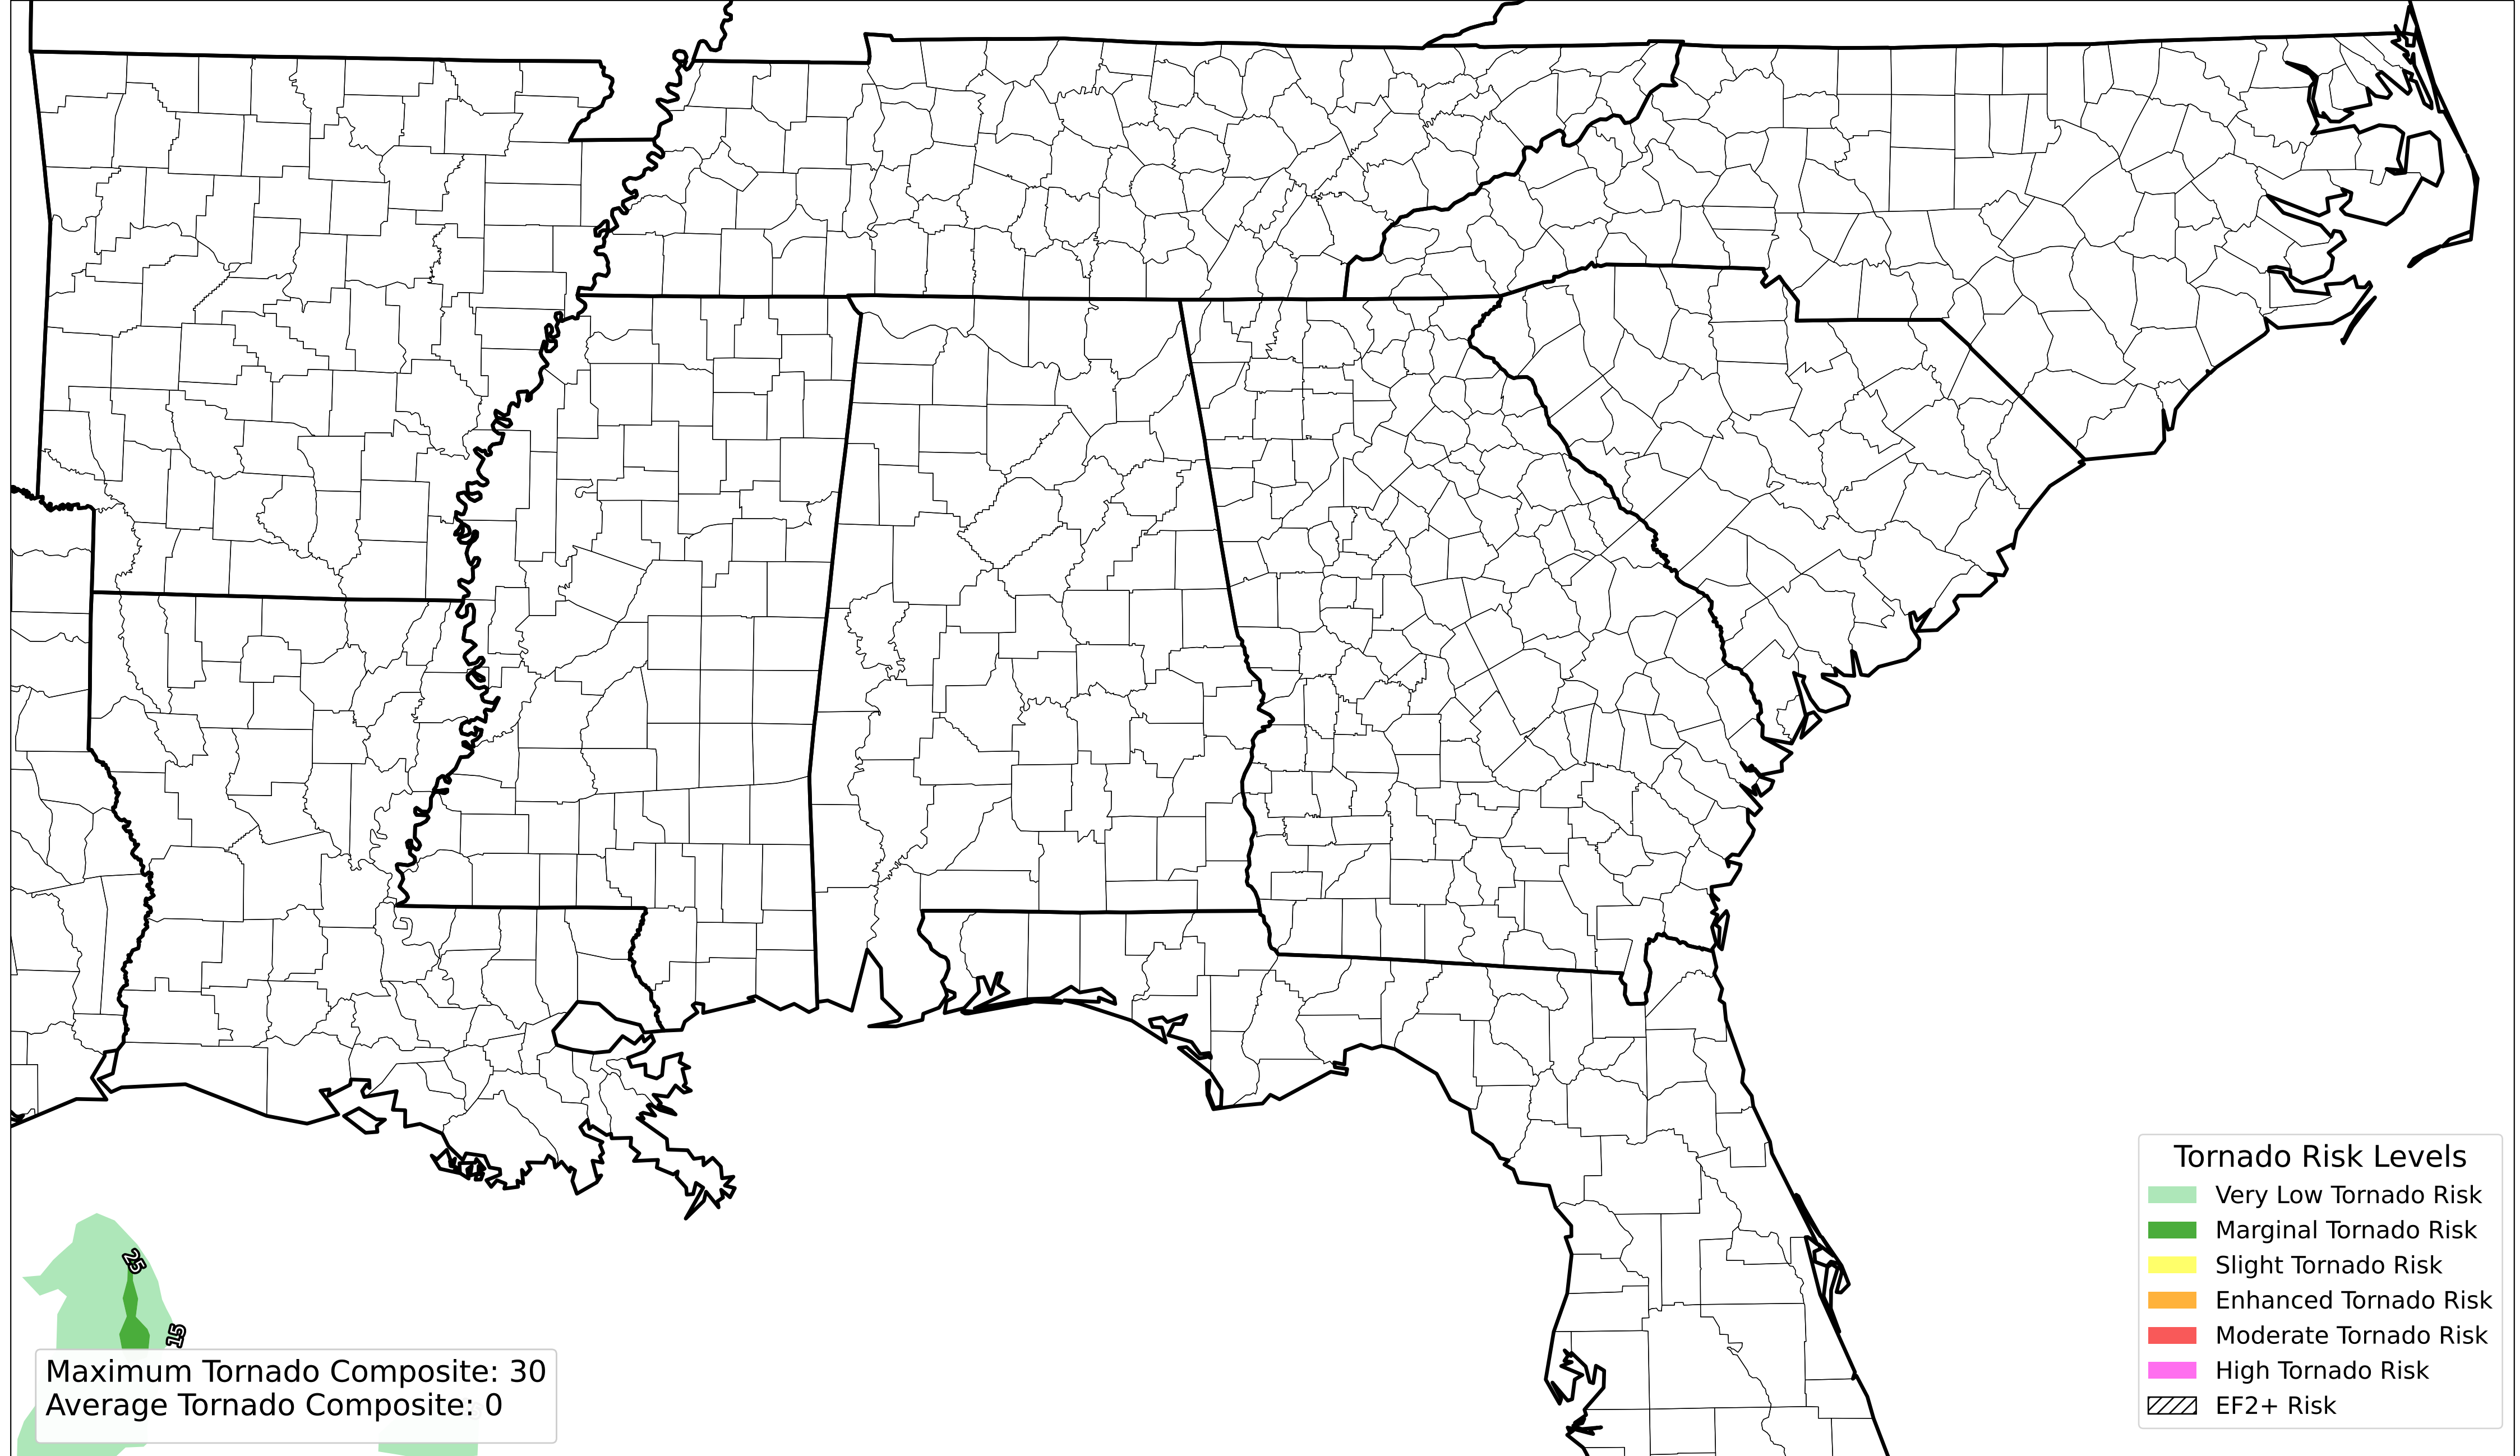 25
15
Maximum Tornado Composite: 30
Average Tornado Composite: 0
Tornado Risk Levels
Very Low Tornado Risk
Marginal Tornado Risk
Slight Tornado Risk
Enhanced Tornado Risk
Moderate Tornado Risk
High Tornado Risk
EF2+ Risk